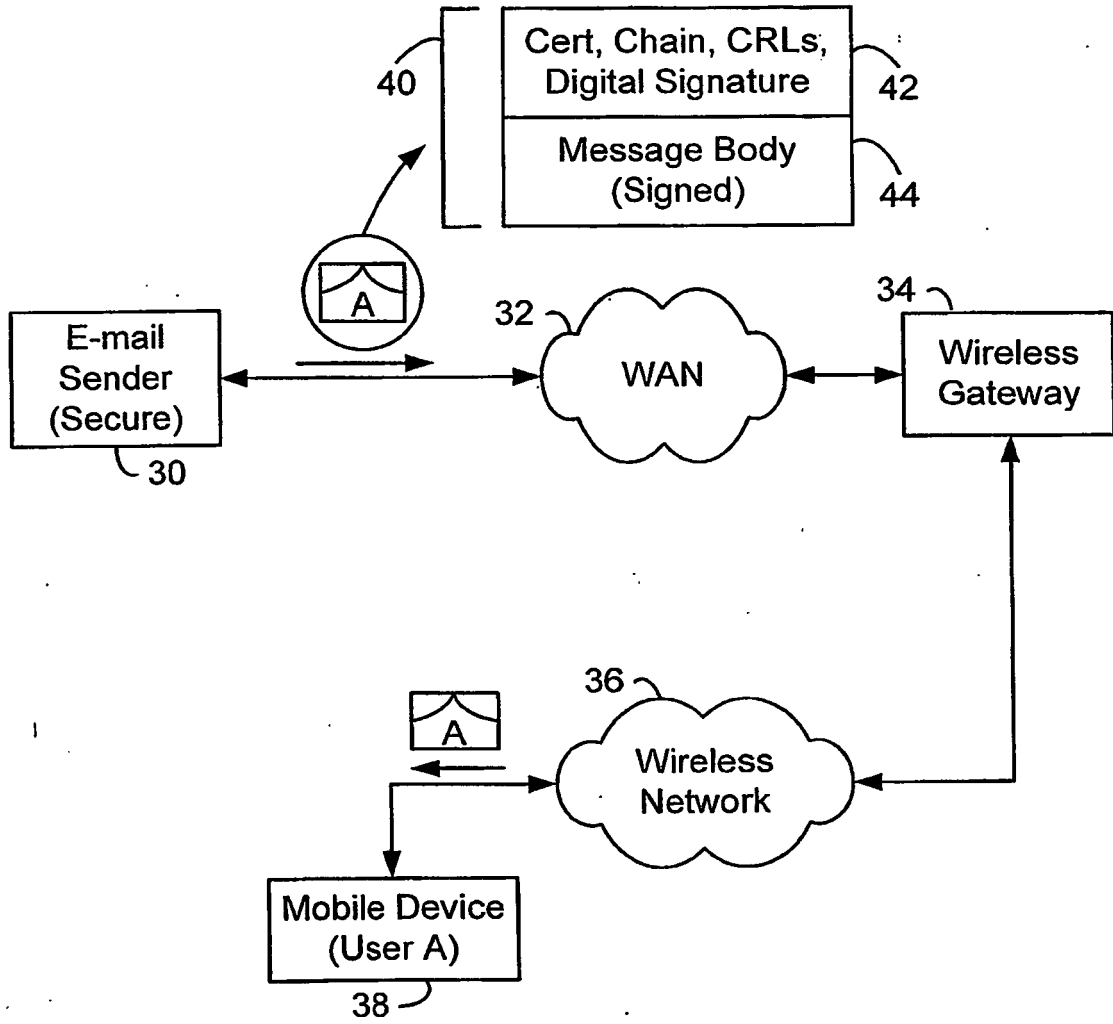 Cert, Chain, CRLs,
Digital Signature
40
42
Message Body
(Signed)
44
A
E-mail
Sender
(Secure)
30
32
WAN
34
Wireless
Gateway
36
A
Wireless
Network
Mobile Device
(User A)
38